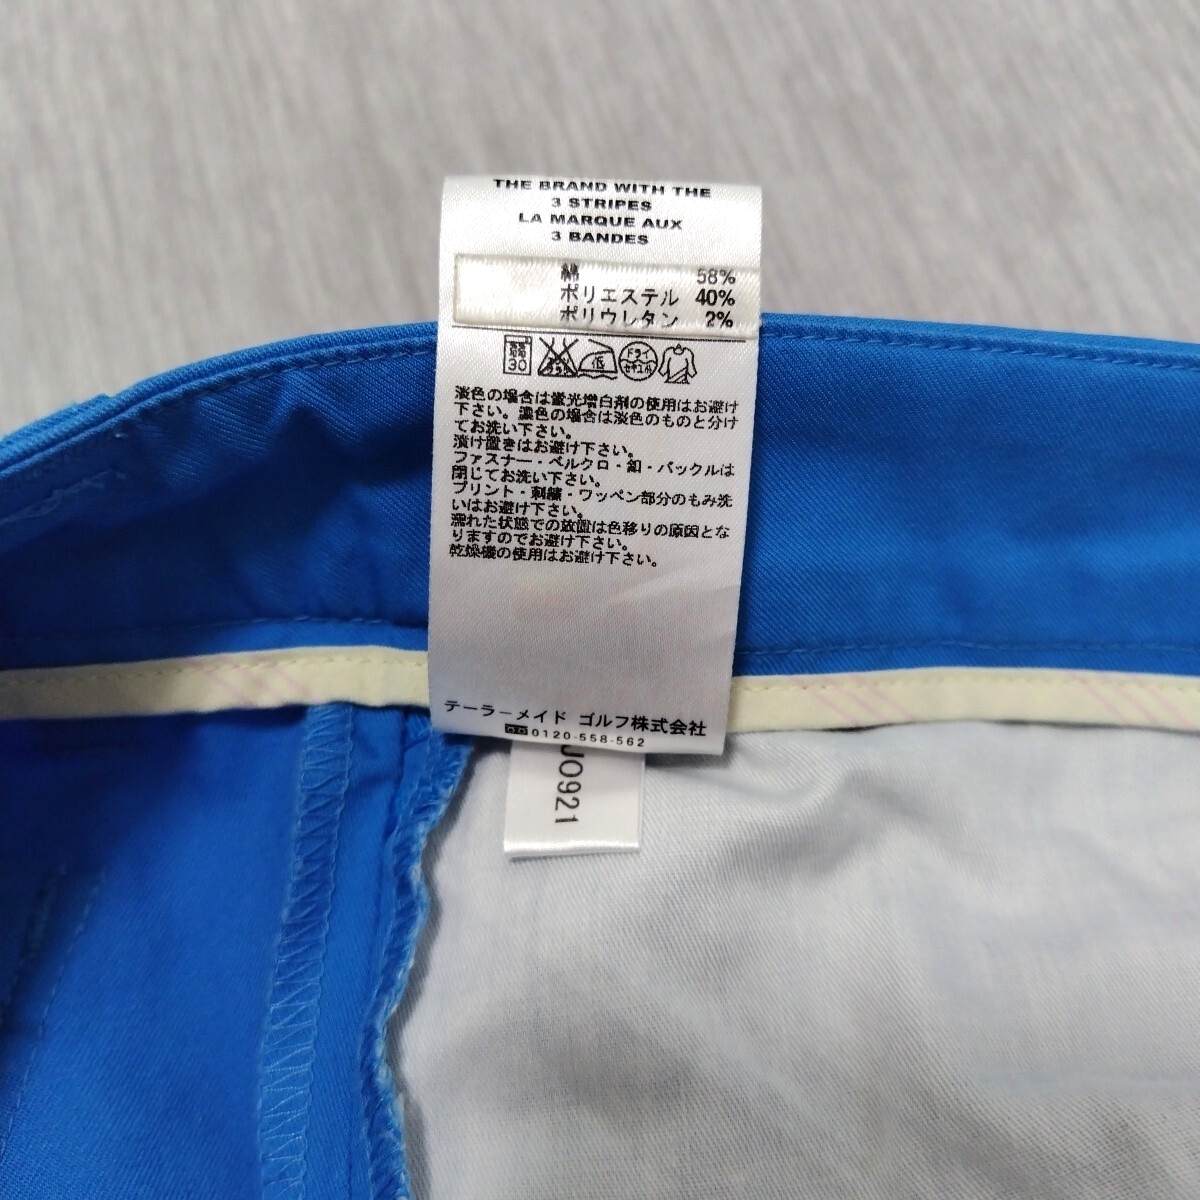 THE BRAND WITH THE
3 STRIPES
LA MARQUE AUX
3 BANDES
綿 58%
ポリエステル 40%
ポリウレタン 2%
30 低 ドライ
淡色の場合は蛍光増白剤の使用はお避け
下さい。濃色の場合は淡色のものと分け
てお洗い下さい。
漬け置きはお避け下さい。
ファスナー・ベルクロ・釦・バックルは
閉じてお洗い下さい。
プリント・刺繍・ワッペン部分のもみ洗
いはお避け下さい。
濡れた状態での放置は色移りの原因とな
りますのでお避け下さい。
乾燥機の使用はお避け下さい。
テーラーメイド ゴルフ株式会社
0120-558-562
JO921